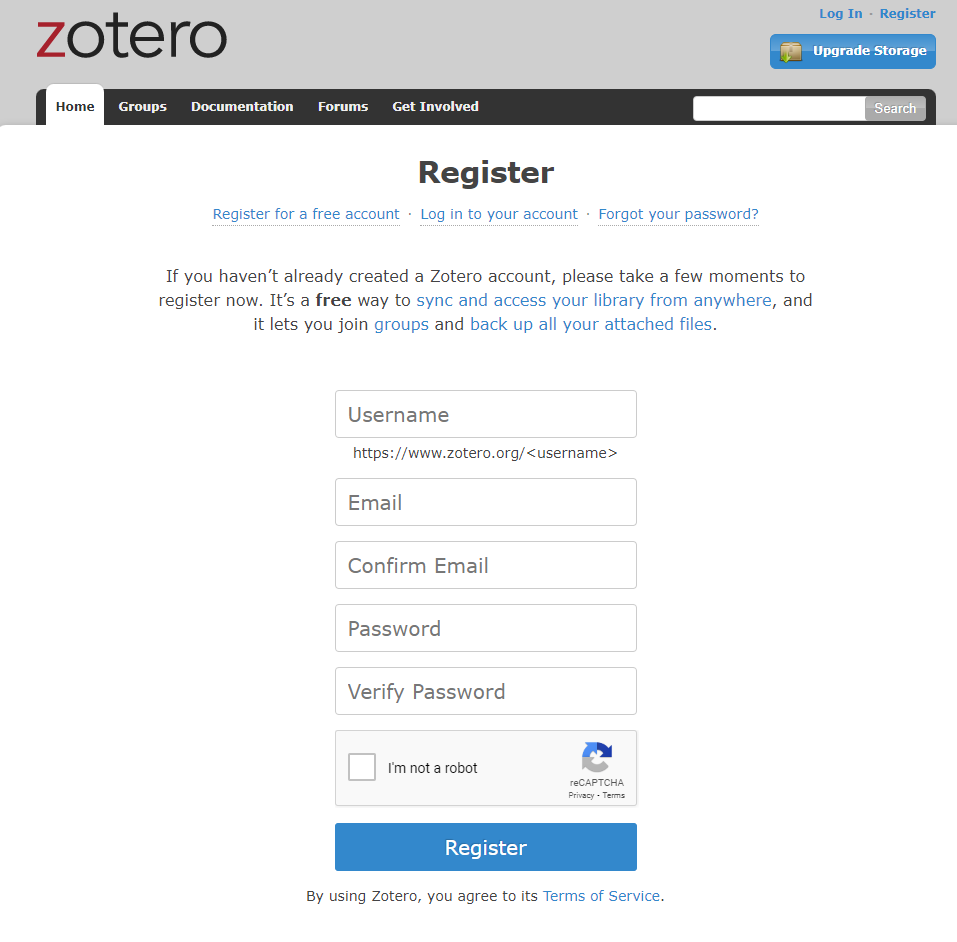 zotero
Log In · Register
Upgrade Storage
Home Groups Documentation Forums Get Involved Search
Register
Register for a free account · Log in to your account · Forgot your password?
If you haven’t already created a Zotero account, please take a few moments to
register now. It’s a free way to sync and access your library from anywhere, and
it lets you join groups and back up all your attached files.
Username
https://www.zotero.org/<username>
Email
Confirm Email
Password
Verify Password
I'm not a robot
reCAPTCHA
Privacy - Terms
Register
By using Zotero, you agree to its Terms of Service.